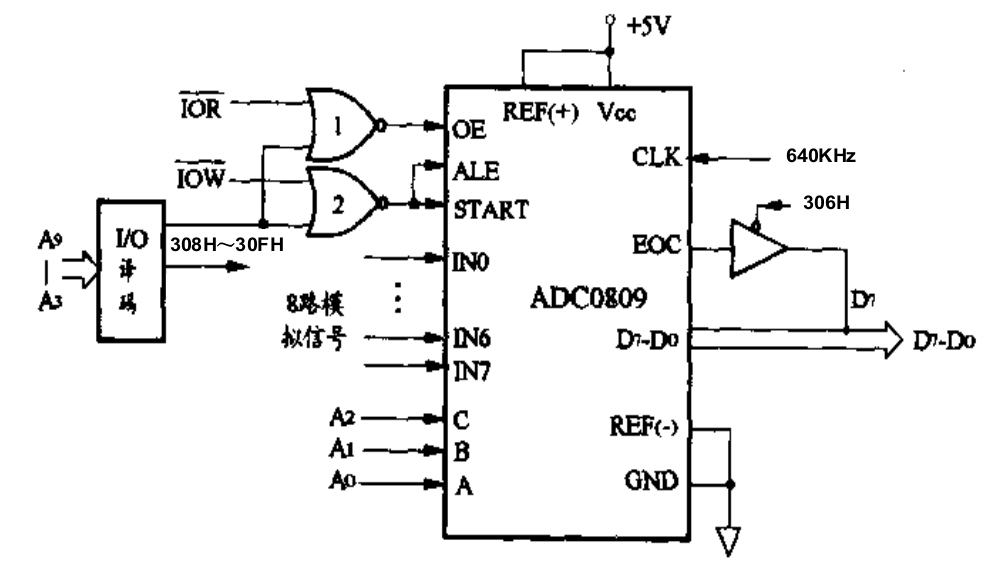 +5V
IOR
1
OE
REF(+) Vcc
CLK
640KHz
ALE
IOW
2
START
306H
A9
A3
I/O
译
码
308H～30FH
EOC
IN0
8路模
拟信号
ADC0809
D7
IN6
D7-D0
D7-D0
IN7
A2
C
REF(-)
A1
B
A0
A
GND